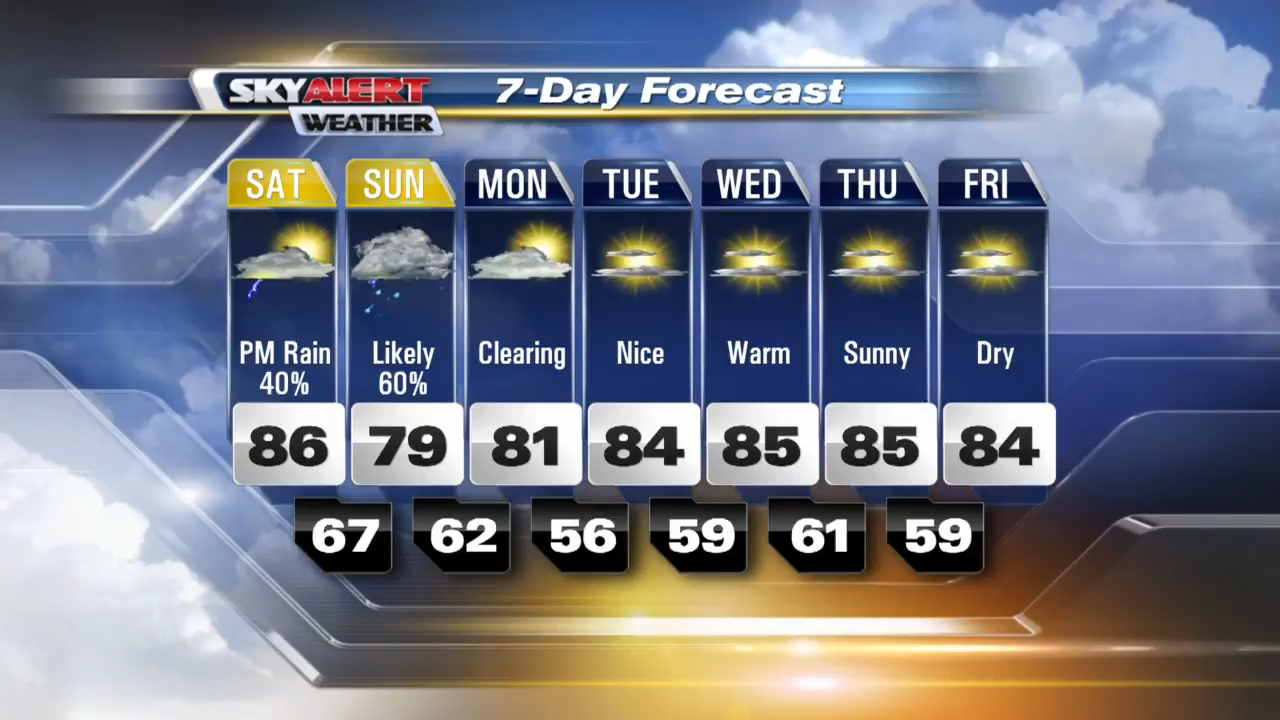 SKYALERT
WEATHER
7-Day Forecast
SAT SUN MON TUE WED THU FRI
PM Rain Likely Clearing Nice Warm Sunny Dry
40% 60%
86 79 81 84 85 85 84
67 62 56 59 61 59